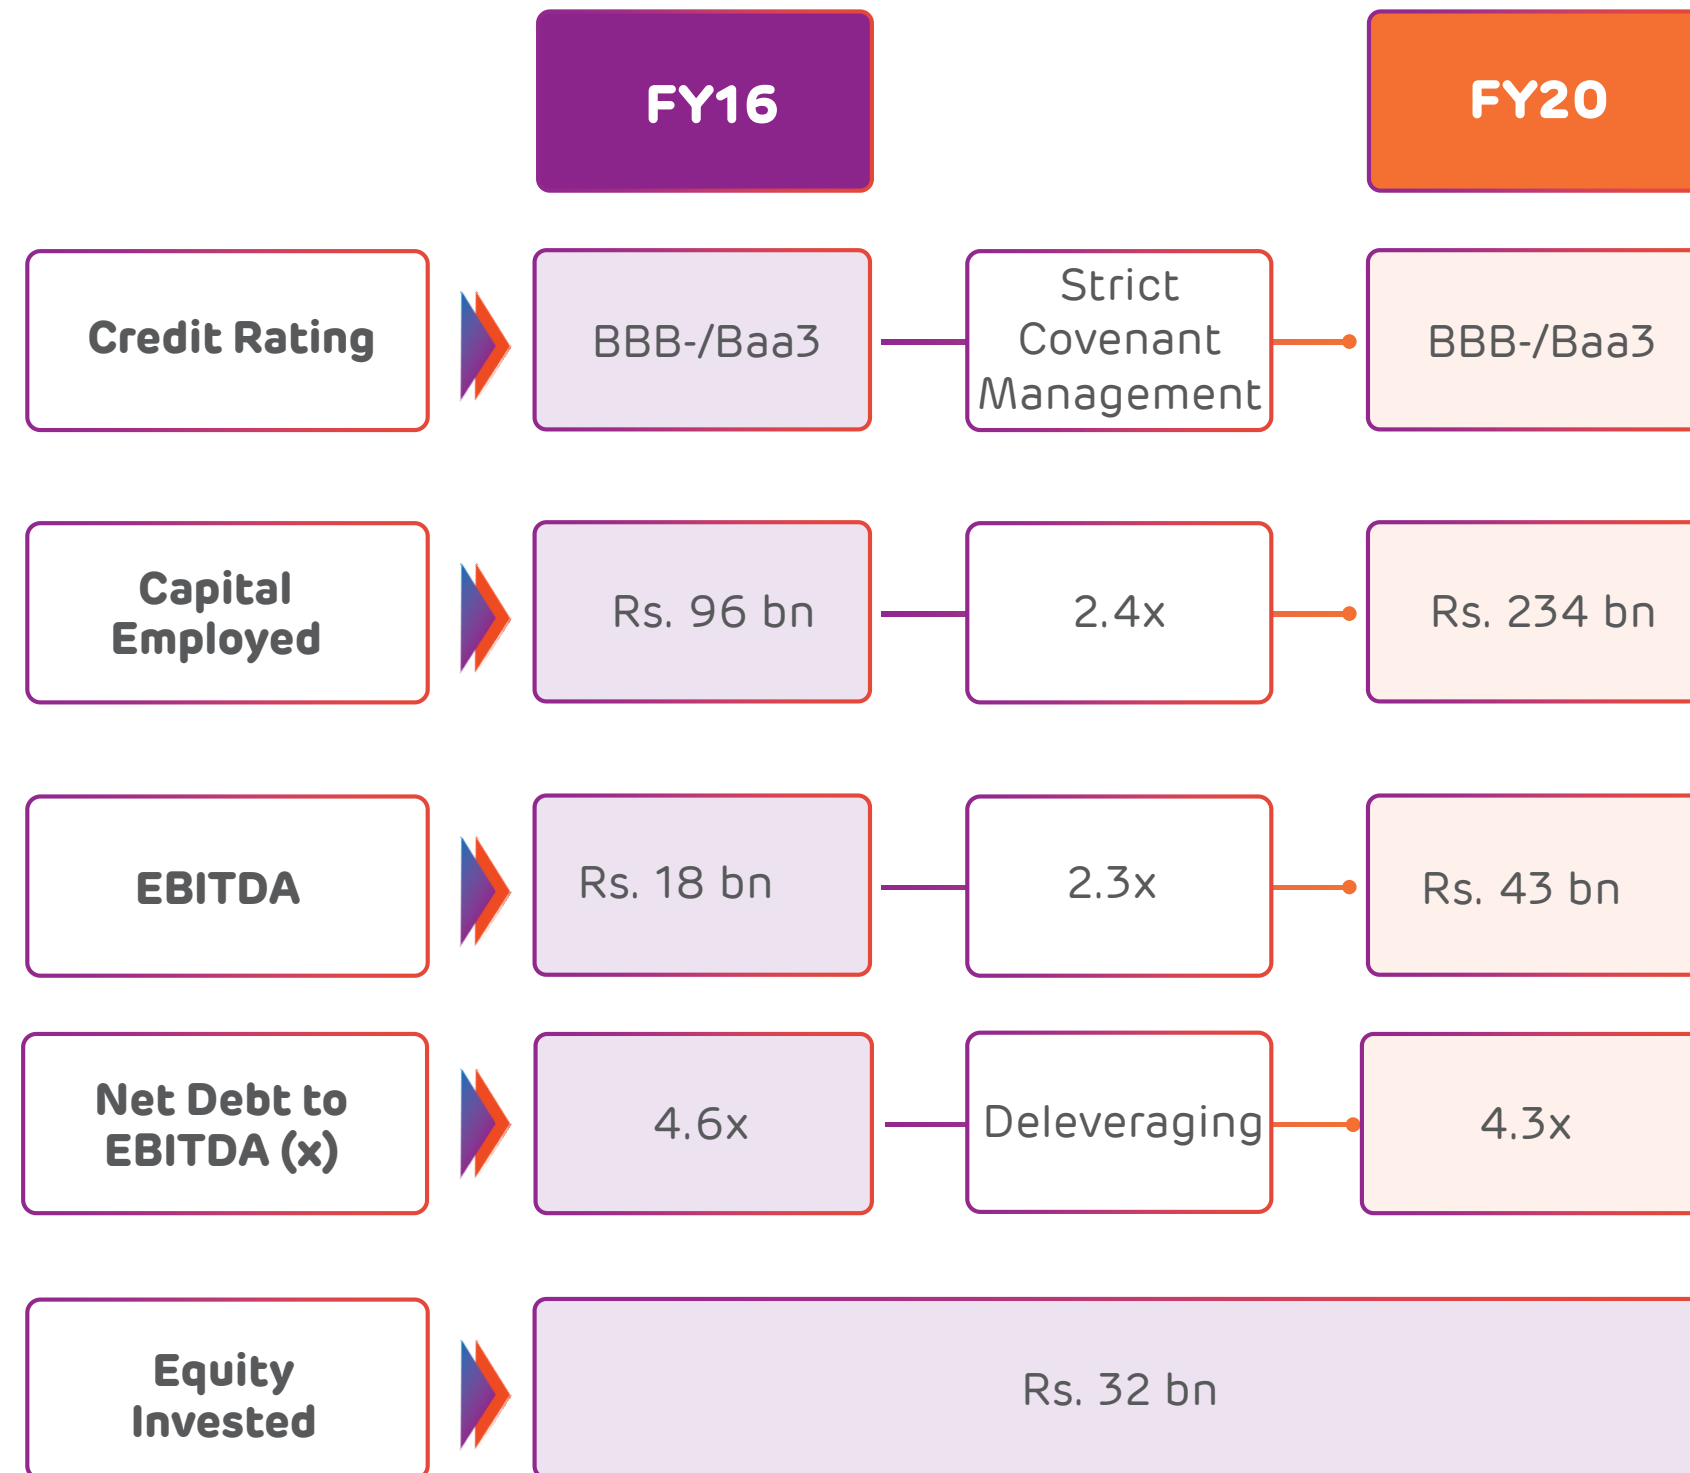 FY16
FY20
Credit Rating
BBB-/Baa3
Strict
Covenant
Management
BBB-/Baa3
Capital
Employed
Rs. 96 bn
2.4x
Rs. 234 bn
EBITDA
Rs. 18 bn
2.3x
Rs. 43 bn
Net Debt to
EBITDA (x)
4.6x
Deleveraging
4.3x
Equity
Invested
Rs. 32 bn